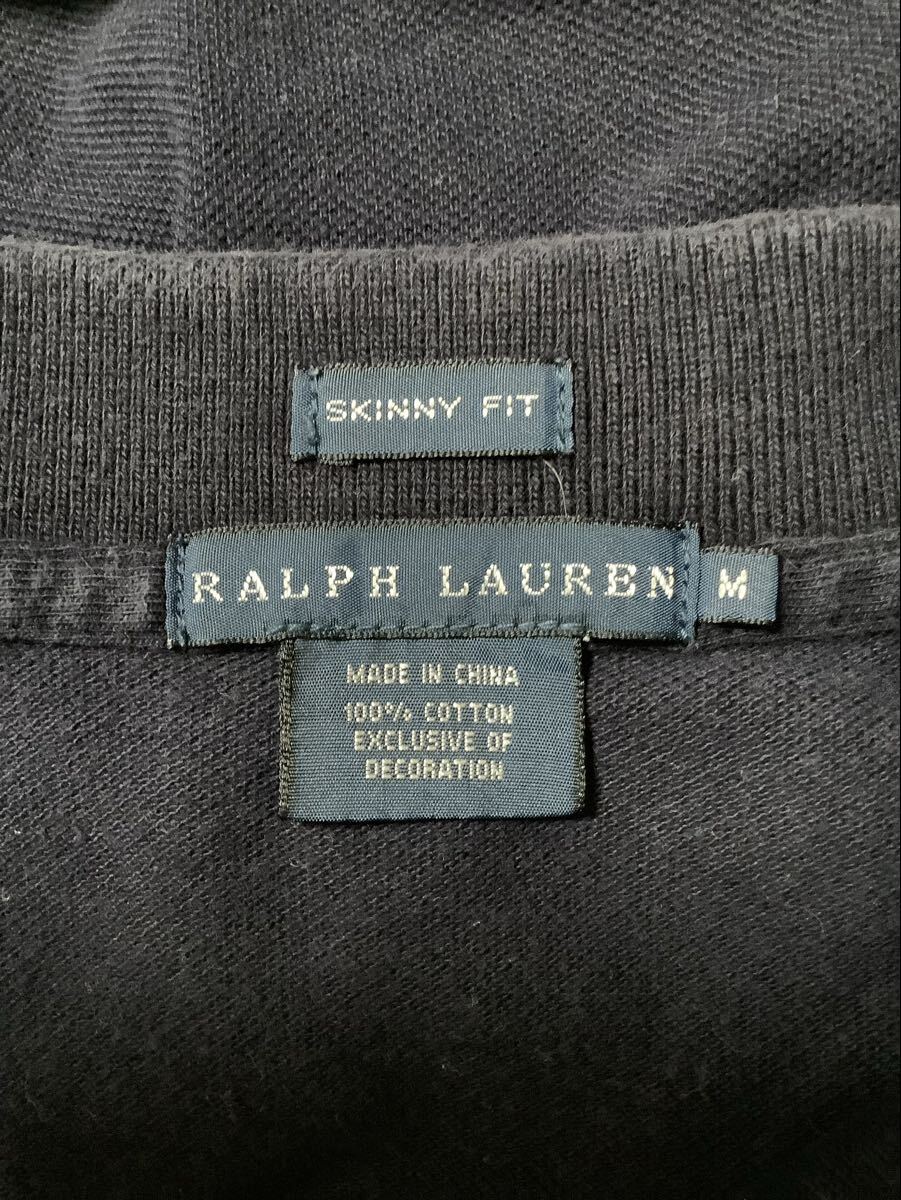 SKINNY FIT
RALPH LAUREN M
MADE IN CHINA
100% COTTON
EXCLUSIVE OF
DECORATION